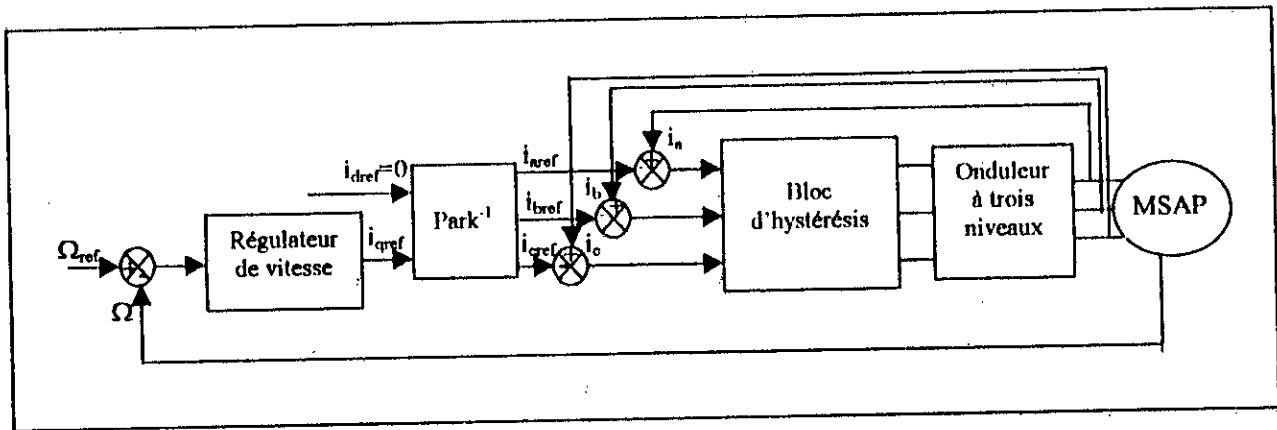 i_dref=0
Ω_ref
Ω
Régulateur
de vitesse
i_qref
Park⁻¹
i_aref
i_bref
i_cref
i_a
i_b
i_c
Bloc
d'hystérésis
Onduleur
à trois
niveaux
MSAP